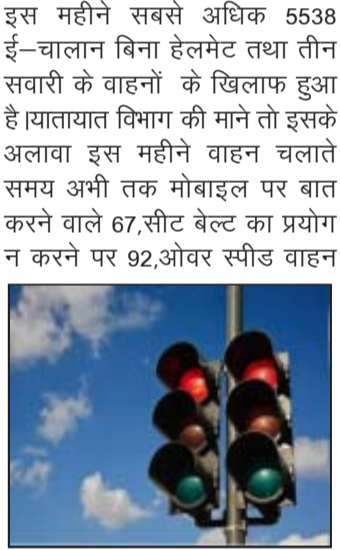 इस महीने सबसे अधिक 5538
ई–चालान बिना हेलमेट तथा तीन
सवारी के वाहनों के खिलाफ हुआ
है।यातायात विभाग की माने तो इसके
अलावा इस महीने वाहन चलाते
समय अभी तक मोबाइल पर बात
करने वाले 67,सीट बेल्ट का प्रयोग
न करने पर 92,ओवर स्पीड वाहन